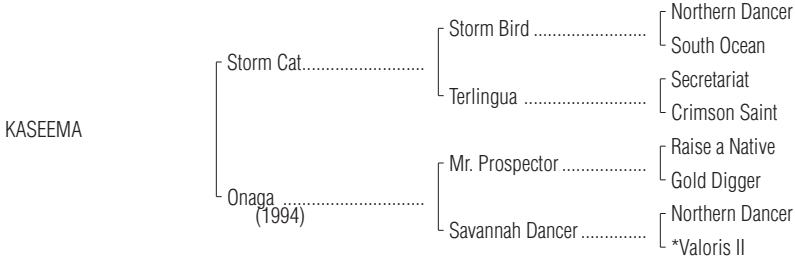 Northern Dancer
Storm Bird ........................
South Ocean
Storm Cat..........................
Secretariat
Terlingua ..........................
Crimson Saint
KASEEMA
Raise a Native
Mr. Prospector ..................
Gold Digger
Onaga ..............................
(1994)
Northern Dancer
Savannah Dancer ..............
*Valoris II